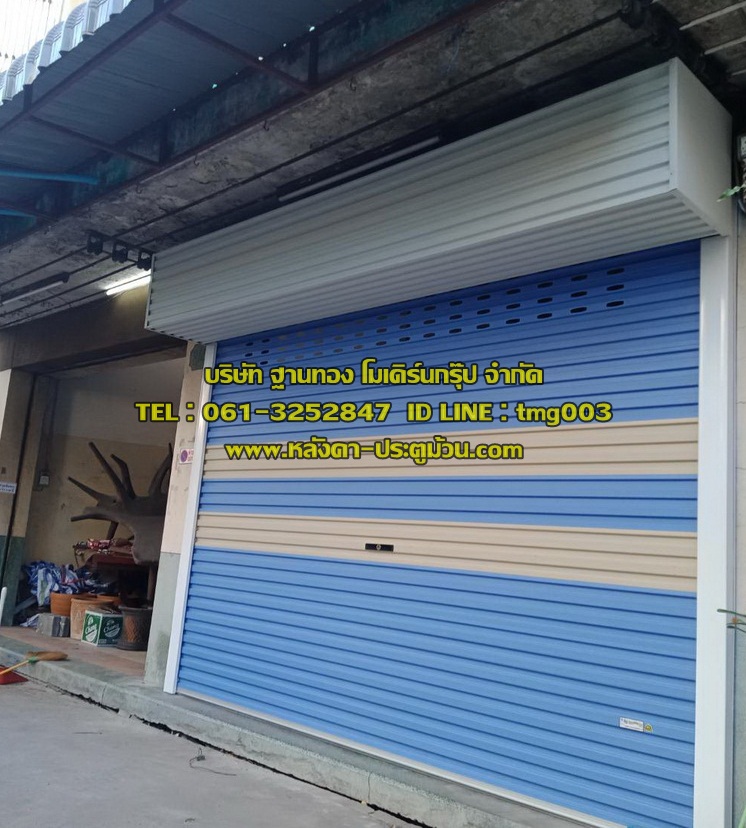 บริษัท ฐานทอง โมเดิร์นกรุ๊ป จำกัด
TEL : 061-3252847 ID LINE : tmg003
www.หลังคา-ประตูม้วน.com